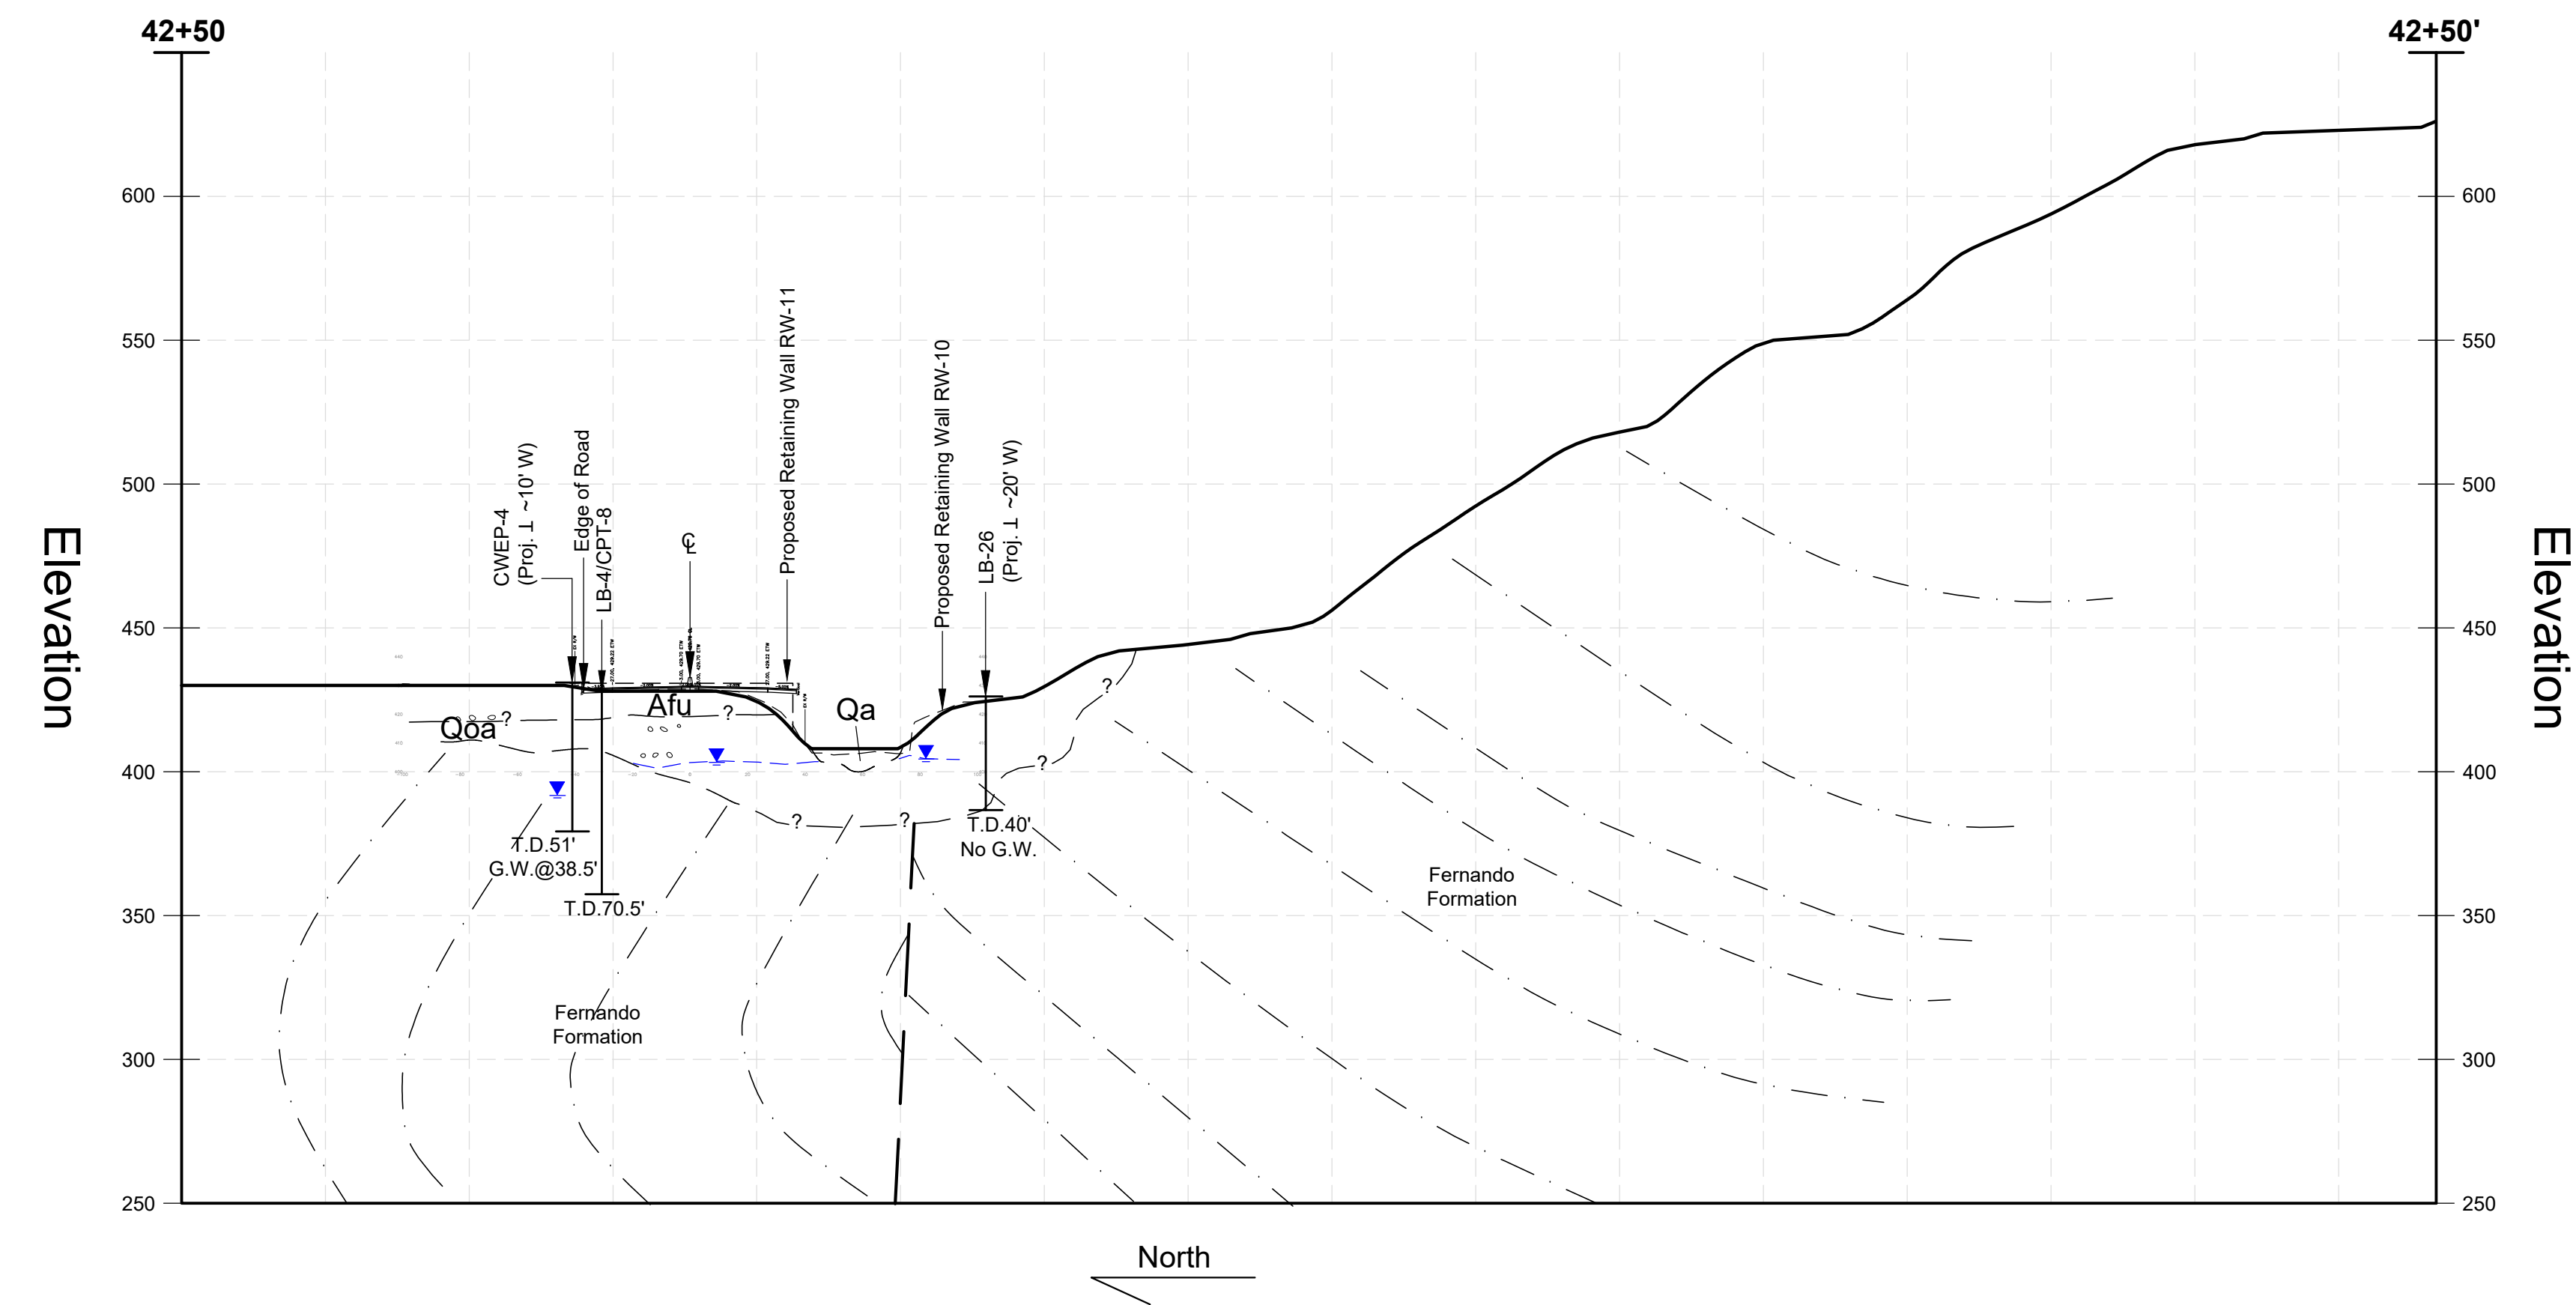 42+50
42+50'
600
600
550
550
500
500
450
450
400
400
350
350
300
300
250
250
Elevation
Elevation
CWEP-4
(Proj. ⊥ ~10' W)
Edge of Road
LB-4/CPT-8
℄
Proposed Retaining Wall RW-11
Proposed Retaining Wall RW-10
LB-26
(Proj. ⊥ ~20' W)
Qoa
?
Afu
?
Qa
?
?
?
?
T.D.51'
G.W.@38.5'
T.D.70.5'
T.D.40'
No G.W.
Fernando
Formation
Fernando
Formation
North